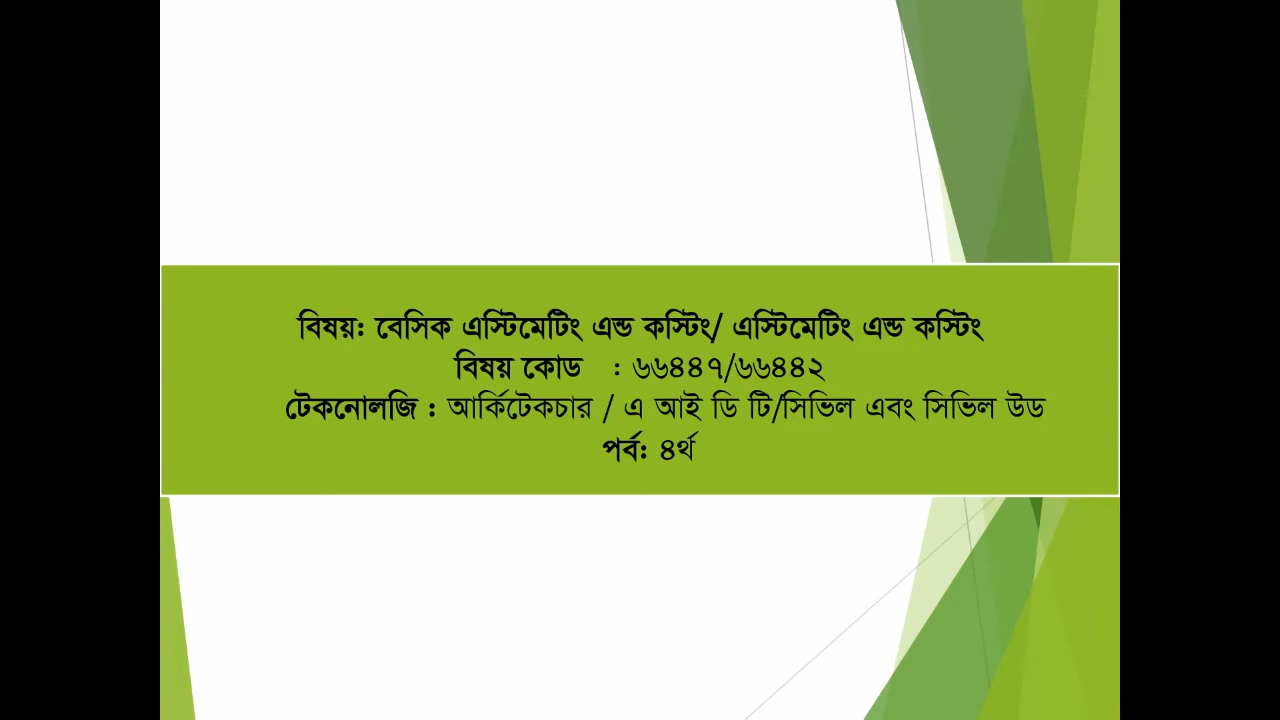 বিষয়: বেসিক এস্টিমেটিং এন্ড কস্টিং/ এস্টিমেটিং এন্ড কস্টিং
বিষয় কোড : ৬৬৪৪৭/৬৬৪৪২
টেকনোলজি : আর্কিটেকচার / এ আই ডি টি/সিভিল এবং সিভিল উড
পর্ব: ৪র্থ